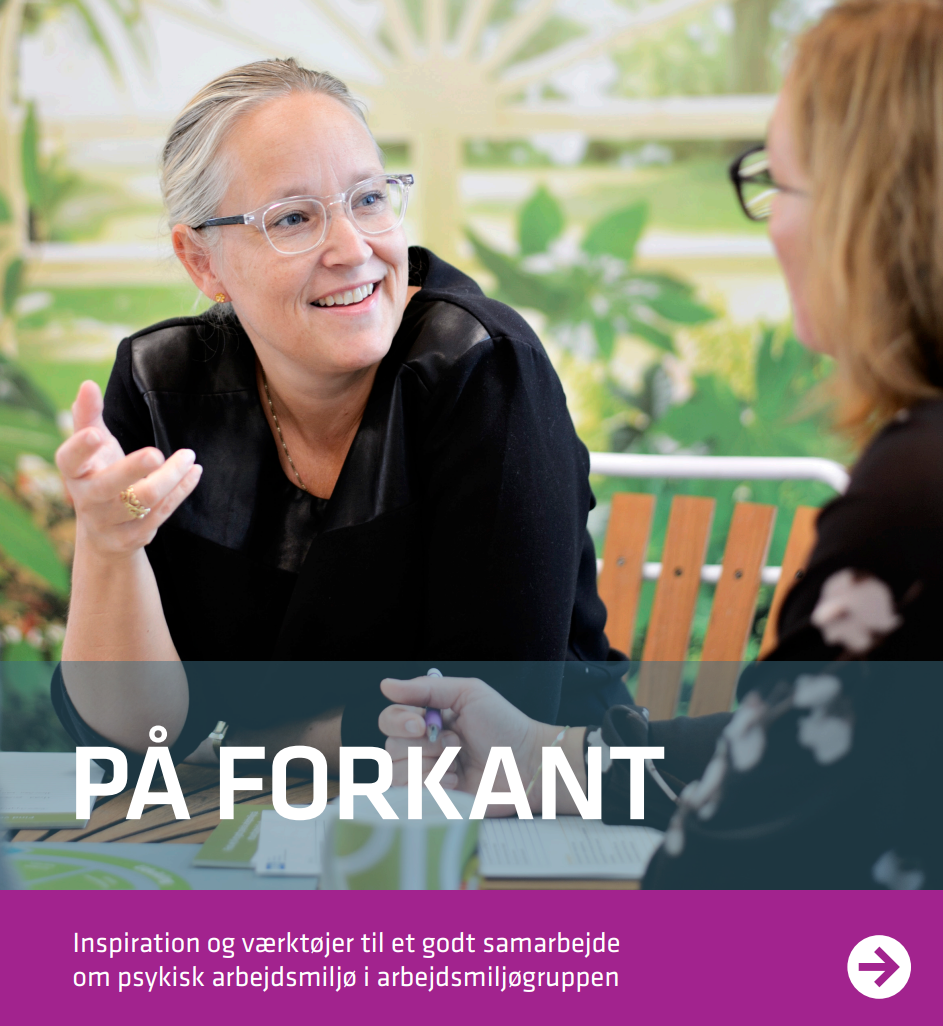 PÅ FORKANT
Inspiration og værktøjer til et godt samarbejde
om psykisk arbejdsmiljø i arbejdsmiljøgruppen